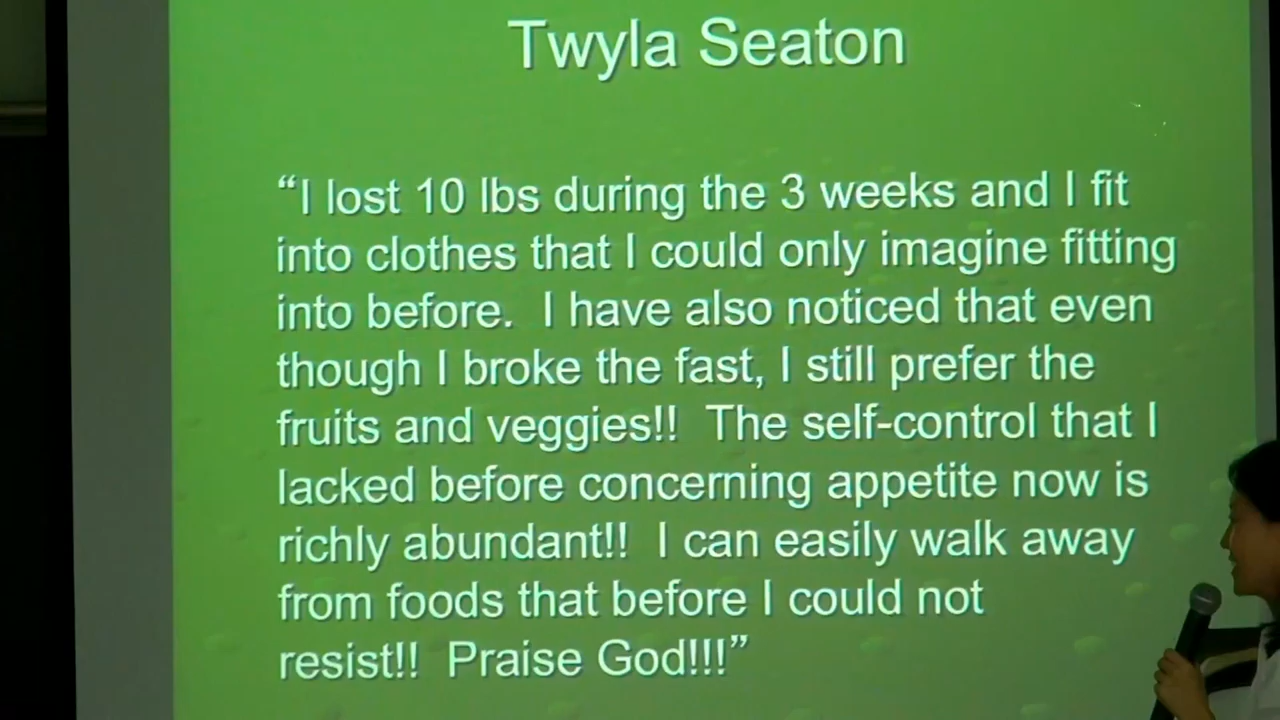 Twyla Seaton
“I lost 10 lbs during the 3 weeks and I fit
into clothes that I could only imagine fitting
into before.  I have also noticed that even
though I broke the fast, I still prefer the
fruits and veggies!!  The self-control that I
lacked before concerning appetite now is
richly abundant!!  I can easily walk away
from foods that before I could not
resist!!  Praise God!!!”